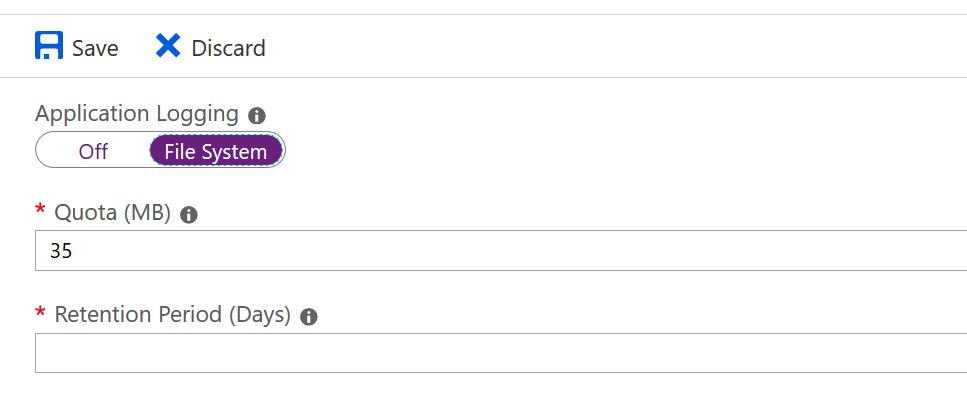 Save Discard
Application Logging
Off File System
* Quota (MB)
35
* Retention Period (Days)